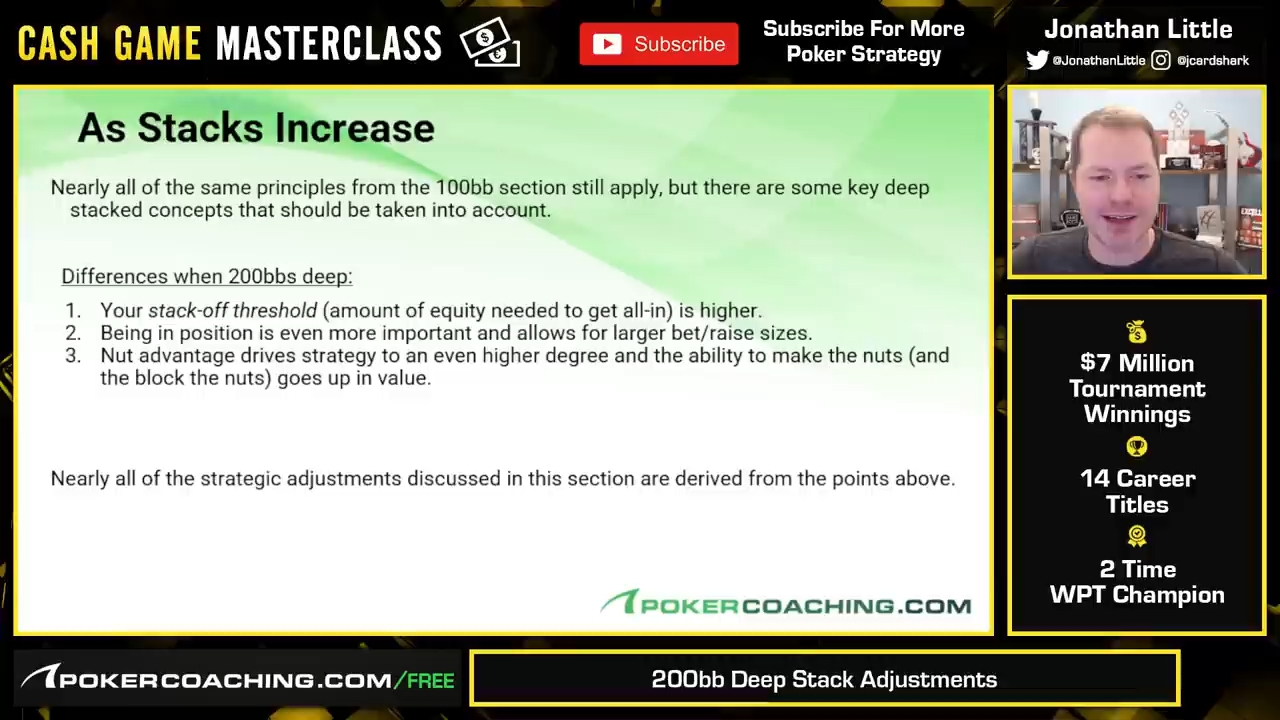 CASH GAME MASTERCLASS
Subscribe
Subscribe For More
Poker Strategy
Jonathan Little
@JonathanLittle
@jcardshark
As Stacks Increase
Nearly all of the same principles from the 100bb section still apply, but there are some key deep
stacked concepts that should be taken into account.
Differences when 200bbs deep:
1. Your stack-off threshold (amount of equity needed to get all-in) is higher.
2. Being in position is even more important and allows for larger bet/raise sizes.
3. Nut advantage drives strategy to an even higher degree and the ability to make the nuts (and
the block the nuts) goes up in value.
Nearly all of the strategic adjustments discussed in this section are derived from the points above.
POKERCOACHING.COM
$7 Million
Tournament
Winnings
14 Career
Titles
2 Time
WPT Champion
POKERCOACHING.COM/FREE
200bb Deep Stack Adjustments